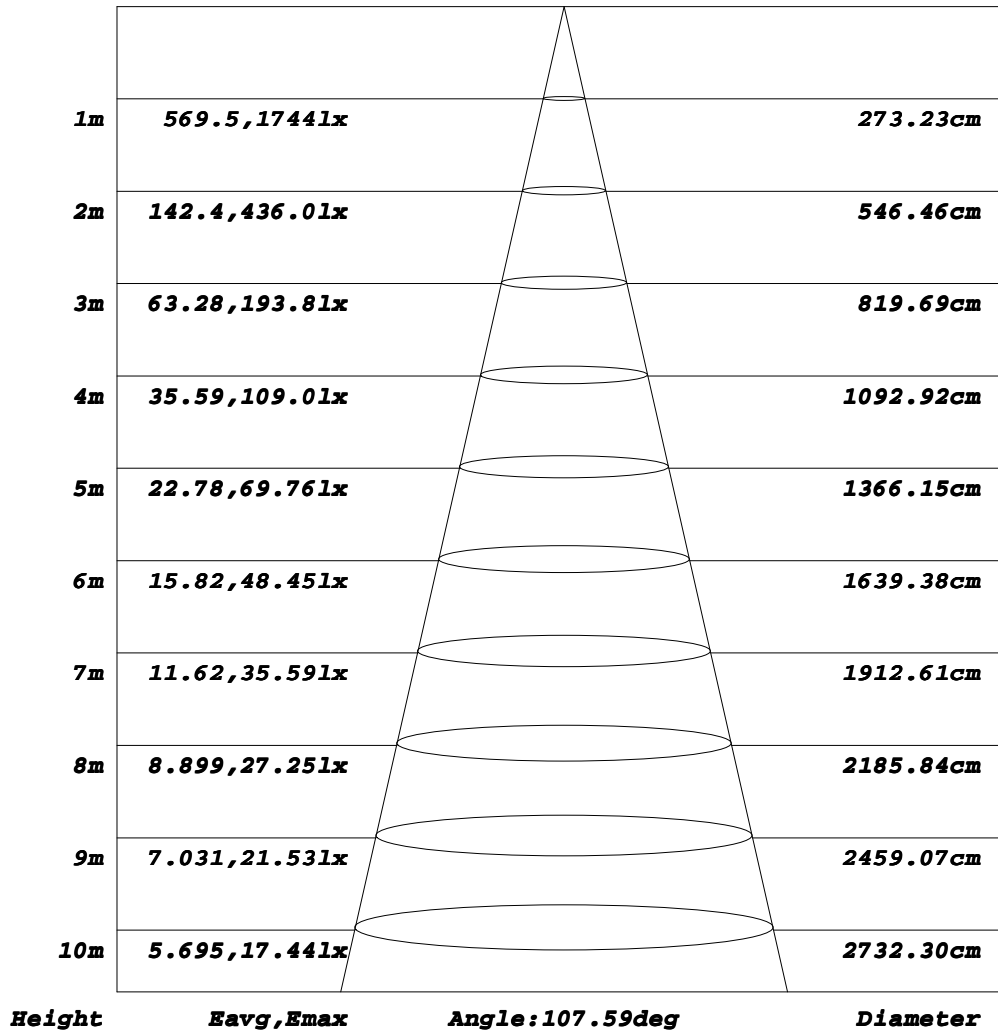 1m 569.5,1744lx 273.23cm
2m 142.4,436.0lx 546.46cm
3m 63.28,193.8lx 819.69cm
4m 35.59,109.0lx 1092.92cm
5m 22.78,69.76lx 1366.15cm
6m 15.82,48.45lx 1639.38cm
7m 11.62,35.59lx 1912.61cm
8m 8.899,27.25lx 2185.84cm
9m 7.031,21.53lx 2459.07cm
10m 5.695,17.44lx 2732.30cm
Height Eavg,Emax Angle:107.59deg Diameter